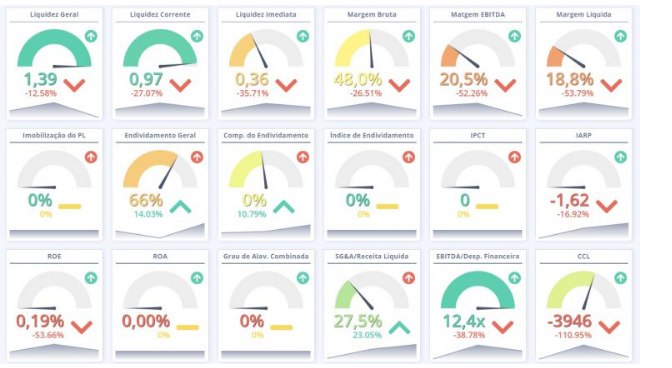 Liquidez Geral
1,39
-12.58%
Liquidez Corrente
0,97
-27.07%
Liquidez Imediata
0,36
-35.71%
Margem Bruta
48,0%
-26.51%
Matgem EBITDA
20,5%
-52.26%
Margem Líquida
18,8%
-53.79%
Imobilização do PL
0%
0%
Endividamento Geral
66%
14.03%
Comp. do Endividamento
0%
10.79%
Índice de Endividamento
0%
0%
IPCT
0
0%
IARP
-1,62
-16.92%
ROE
0,19%
-53.66%
ROA
0,00%
0%
Grau de Alav. Combinada
0%
0%
SG&A/Receita Líquida
27,5%
23.05%
EBITDA/Desp. Financeira
12,4x
-38.78%
CCL
-3946
-110.95%